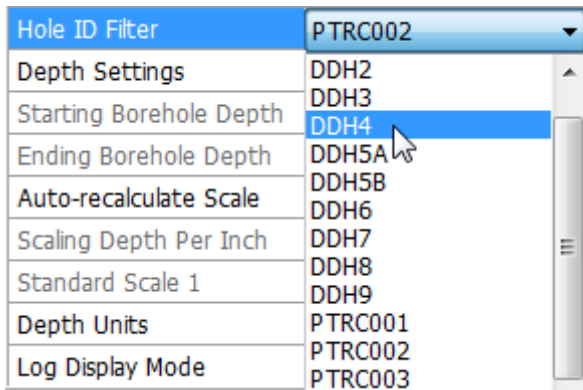 Hole ID Filter
PTRC002
Depth Settings
Starting Borehole Depth
Ending Borehole Depth
Auto-recalculate Scale
Scaling Depth Per Inch
Standard Scale 1
Depth Units
Log Display Mode
DDH2
DDH3
DDH4
DDH5A
DDH5B
DDH6
DDH7
DDH8
DDH9
PTRC001
PTRC002
PTRC003